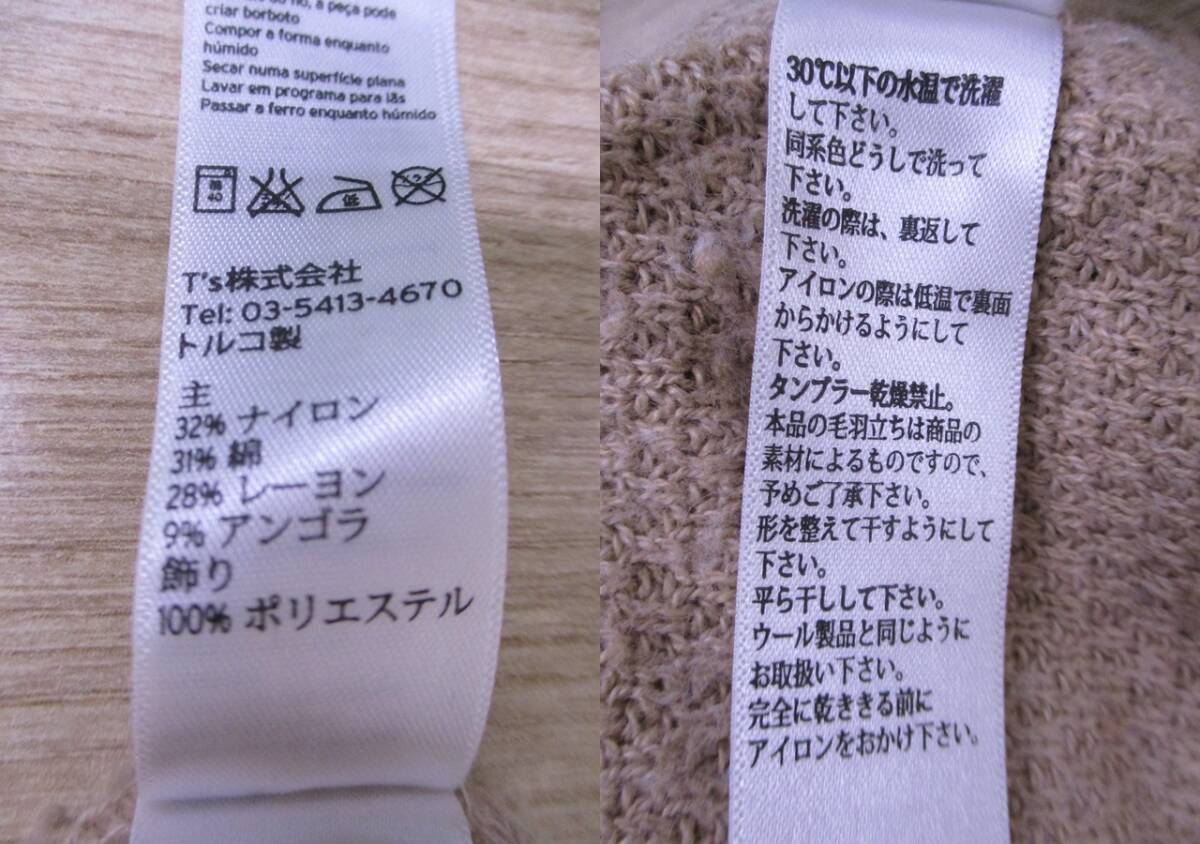 do fio, a peça pode
criar borboto
Compor a forma enquanto
húmido
Secar numa superfície plana
Lavar em programa para lãs
Passar a ferro enquanto húmido
40
低
T's株式会社
Tel: 03-5413-4670
トルコ製
主
32% ナイロン
31% 綿
28% レーヨン
9% アンゴラ
飾り
100% ポリエステル
30℃以下の水温で洗濯
して下さい。
同系色どうしで洗って
下さい。
洗濯の際は、裏返して
下さい。
アイロンの際は低温で裏面
からかけるようにして
下さい。
タンブラー乾燥禁止。
本品の毛羽立ちは商品の
素材によるものですので、
予めご了承下さい。
形を整えて干すようにして
下さい。
平ら干しして下さい。
ウール製品と同じように
お取扱い下さい。
完全に乾ききる前に
アイロンをおかけ下さい。